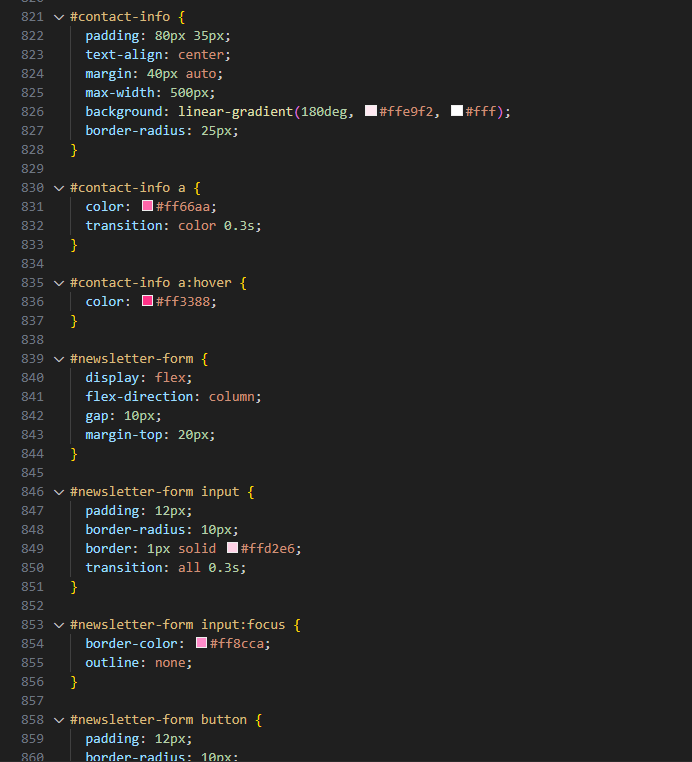 821 #contact-info {
822 padding: 80px 35px;
823 text-align: center;
824 margin: 40px auto;
825 max-width: 500px;
826 background: linear-gradient(180deg, #ffe9f2, #fff);
827 border-radius: 25px;
828 }
829
830 #contact-info a {
831 color: #ff66aa;
832 transition: color 0.3s;
833 }
834
835 #contact-info a:hover {
836 color: #ff3388;
837 }
838
839 #newsletter-form {
840 display: flex;
841 flex-direction: column;
842 gap: 10px;
843 margin-top: 20px;
844 }
845
846 #newsletter-form input {
847 padding: 12px;
848 border-radius: 10px;
849 border: 1px solid #ffd2e6;
850 transition: all 0.3s;
851 }
852
853 #newsletter-form input:focus {
854 border-color: #ff8cca;
855 outline: none;
856 }
857
858 #newsletter-form button {
859 padding: 12px;
860 border-radius: 10px;